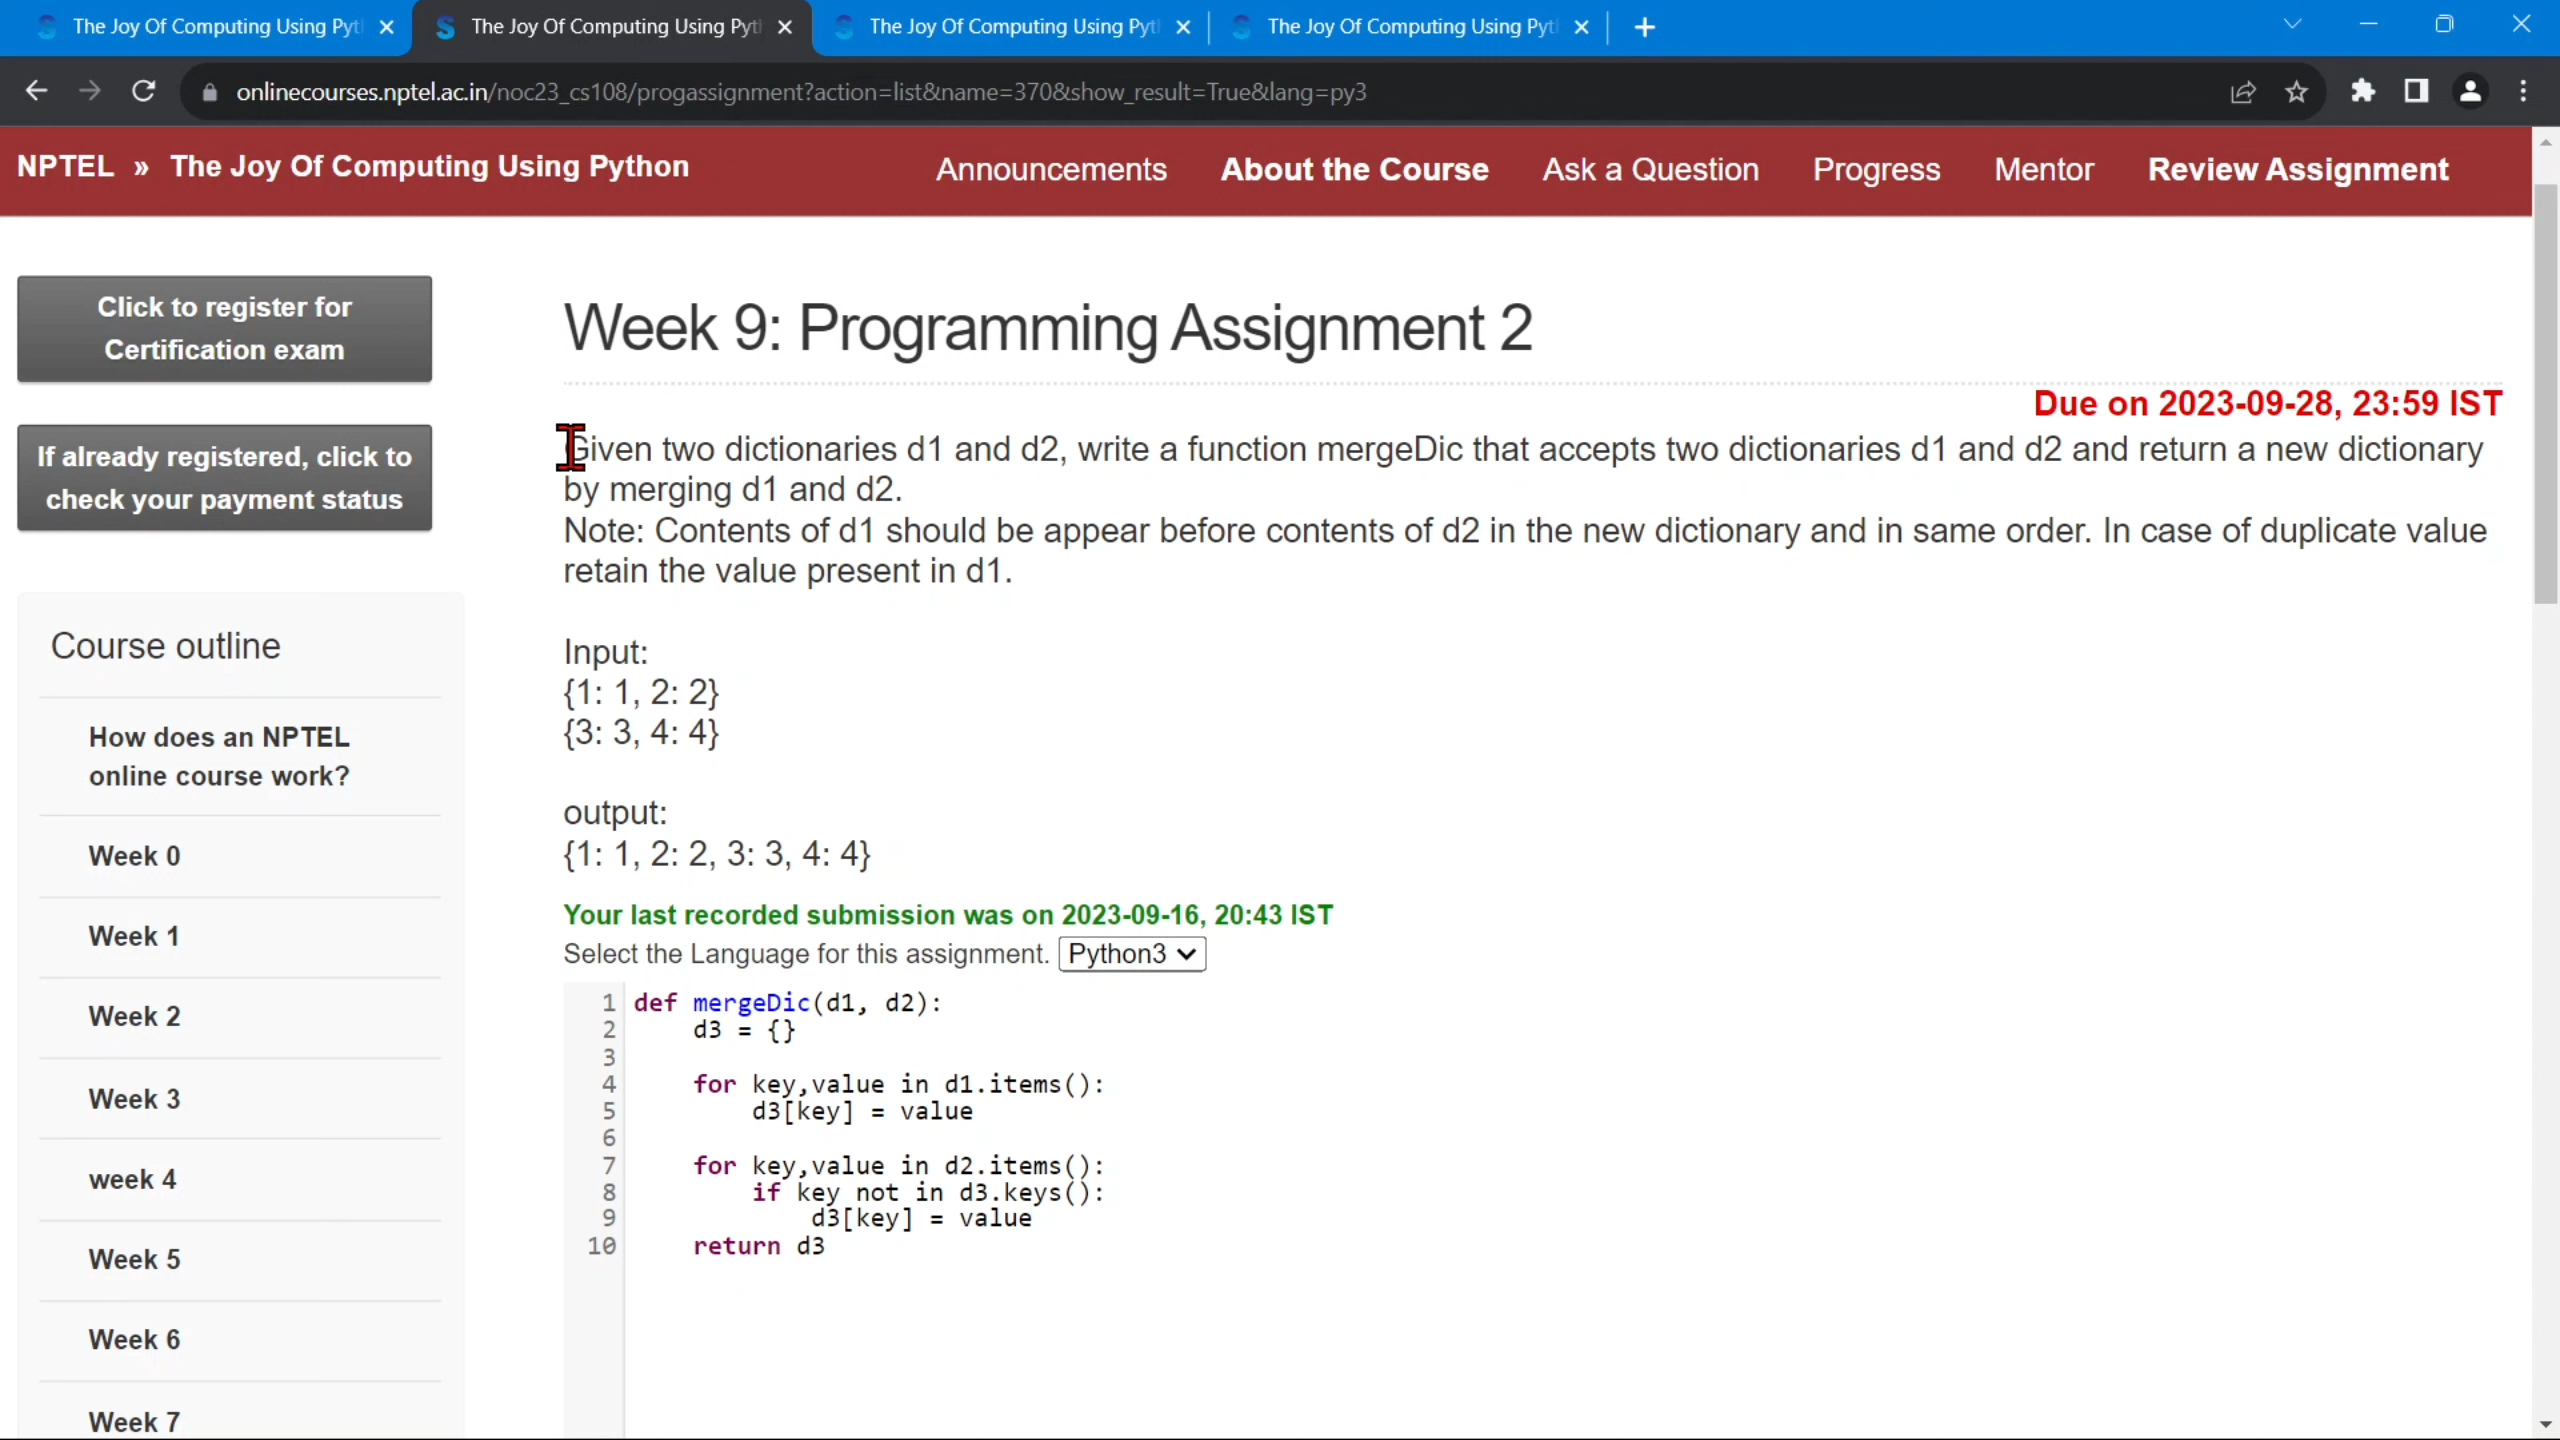 The Joy Of Computing Using Pyt
The Joy Of Computing Using Pyt
The Joy Of Computing Using Pyt
The Joy Of Computing Using Pyt
onlinecourses.nptel.ac.in/noc23_cs108/progassignment?action=list&name=370&show_result=True&lang=py3
NPTEL » The Joy Of Computing Using Python
Announcements
About the Course
Ask a Question
Progress
Mentor
Review Assignment
Click to register for
Certification exam
If already registered, click to
check your payment status
Course outline
How does an NPTEL
online course work?
Week 0
Week 1
Week 2
Week 3
week 4
Week 5
Week 6
Week 7
Week 9: Programming Assignment 2
Due on 2023-09-28, 23:59 IST
Given two dictionaries d1 and d2, write a function mergeDic that accepts two dictionaries d1 and d2 and return a new dictionary
by merging d1 and d2.
Note: Contents of d1 should be appear before contents of d2 in the new dictionary and in same order. In case of duplicate value
retain the value present in d1.
Input:
{1: 1, 2: 2}
{3: 3, 4: 4}
output:
{1: 1, 2: 2, 3: 3, 4: 4}
Your last recorded submission was on 2023-09-16, 20:43 IST
Select the Language for this assignment. Python3
1 def mergeDic(d1, d2):
2     d3 = {}
3
4     for key,value in d1.items():
5         d3[key] = value
6
7     for key,value in d2.items():
8         if key not in d3.keys():
9             d3[key] = value
10     return d3